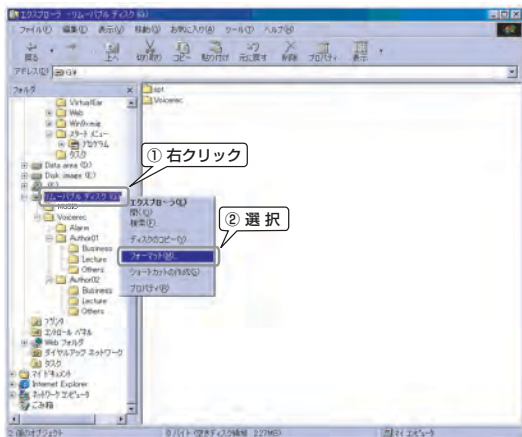 エクスプローラ - リムーバブル ディスク (G:)
ファイル(F) 編集(E) 表示(V) 移動(G) お気に入り(A) ツール(T) ヘルプ(H)
戻る 上へ 切り取り コピー 貼り付け 元に戻す 削除 プロパティ 表示
アドレス(D) G:¥
フォルダ
VirtualEar
Web
スタート メニュー
プログラム
タスク
Data area (D:)
Disk image (E:)
(F:)
リムーバブル ディスク (G:)
Music
Voicerec
Alarm
Author01
Business
Lecture
Others
Author02
Business
Lecture
Others
プリンタ
コントロール パネル
Web フォルダ
ダイヤルアップ ネットワーク
タスク
マイ ドキュメント
Internet Explorer
ネットワーク コンピュータ
ごみ箱
Voicerec
① 右クリック
エクスプローラ(E)
開く(O)
検索(F)...
② 選 択
ディスクのコピー(Y)
フォーマット(M)...
ショートカットの作成(S)
プロパティ(R)
2 個のオブジェクト
0 バイト (空きディスク領域: 227MB)
マイ コンピュータ